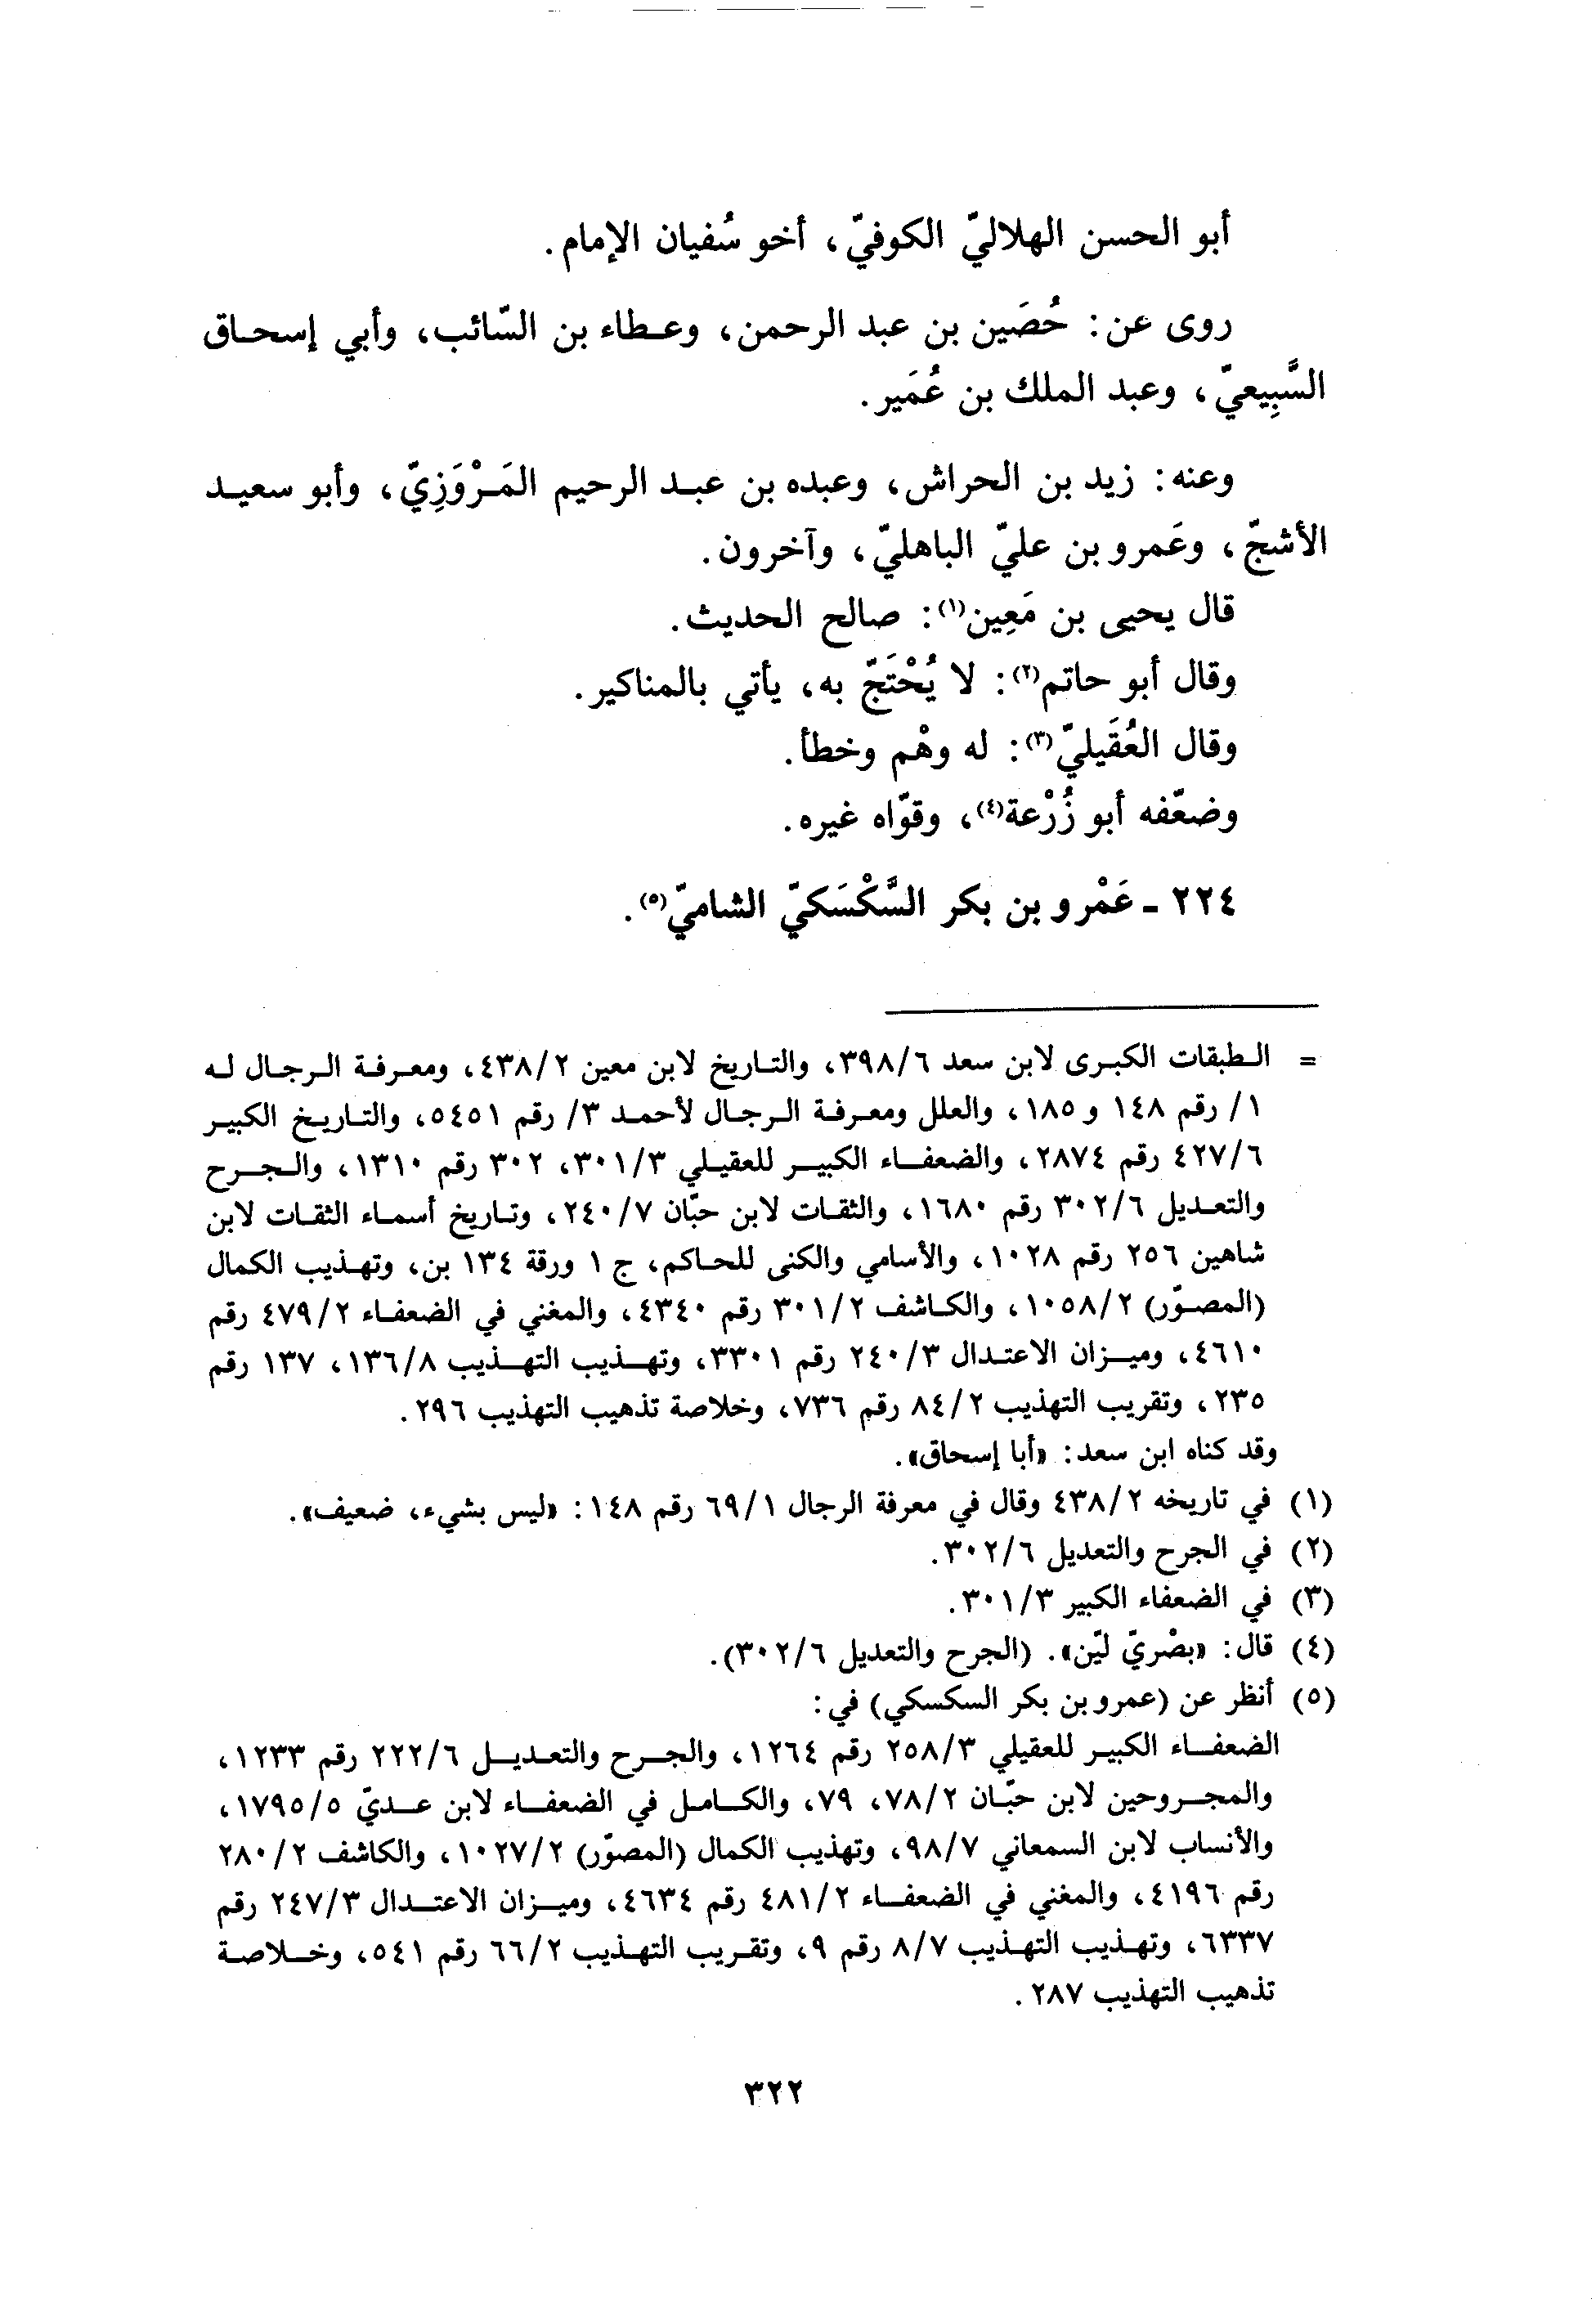 أبو الحسن الهلاليّ الكوفيّ، أخو سُفيان الإمام.
روى عن: حُصَين بن عبد الرحمن، وعطاء بن السّائب، وأبي إسحاق
السَّبِيعيّ، وعبد الملك بن عُمَير.
وعنه: زيد بن الحراش، وعبده بن عبد الرحيم المَرْوَزِيّ، وأبو سعيد
الأشجّ، وعَمرو بن عليّ الباهليّ، وآخرون.
قال يحيى بن مَعِين(١): صالح الحديث.
وقال أبو حاتم(٢): لا يُحْتَجّ به، يأتي بالمناكير.
وقال العُقَيليّ(٣): له وهْم وخطأ.
وضعّفه أبو زُرْعة(٤)، وقوّاه غيره.
٢٢٤ - عَمْرو بن بكر السَّكْسَكيّ الشاميّ(٥).
= الطبقات الكبرى لابن سعد ٣٩٨/٦، والتاريخ لابن معين ٤٣٨/٢، ومعرفة الرجال له
١/ رقم ١٤٨ و ١٨٥، والعلل ومعرفة الرجال لأحمد ٣/ رقم ٥٤٥١، والتاريخ الكبير
٤٢٧/٦ رقم ٢٨٧٤، والضعفاء الكبير للعقيلي ٣٠١/٣، ٣٠٢ رقم ١٣١٠، والجرح
والتعديل ٣٠٢/٦ رقم ١٦٨٠، والثقات لابن حبّان ٢٤٠/٧، وتاريخ أسماء الثقات لابن
شاهين ٢٥٦ رقم ١٠٢٨، والأسامي والكنى للحاكم، ج ١ ورقة ١٣٤ بن، وتهذيب الكمال
(المصوّر) ١٠٥٨/٢، والكاشف ٣٠١/٢ رقم ٤٣٤٠، والمغني في الضعفاء ٤٧٩/٢ رقم
٤٦١٠، وميزان الاعتدال ٢٤٠/٣ رقم ٣٣٠١، وتهذيب التهذيب ١٣٦/٨، ١٣٧ رقم
٢٣٥، وتقريب التهذيب ٨٤/٢ رقم ٧٣٦، وخلاصة تذهيب التهذيب ٢٩٦.
وقد كناه ابن سعد: «أبا إسحاق».
(١) في تاريخه ٤٣٨/٢ وقال في معرفة الرجال ٦٩/١ رقم ١٤٨: «ليس بشيء، ضعيف».
(٢) في الجرح والتعديل ٣٠٢/٦.
(٣) في الضعفاء الكبير ٣٠١/٣.
(٤) قال: «بصْريّ ليّن». (الجرح والتعديل ٣٠٢/٦).
(٥) أنظر عن (عمرو بن بكر السكسكي) في:
الضعفاء الكبير للعقيلي ٢٥٨/٣ رقم ١٢٦٤، والجرح والتعديل ٢٢٢/٦ رقم ١٢٣٣،
والمجروحين لابن حبّان ٧٨/٢، ٧٩، والكامل في الضعفاء لابن عديّ ١٧٩٥/٥،
والأنساب لابن السمعاني ٩٨/٧، وتهذيب الكمال (المصوّر) ١٠٢٧/٢، والكاشف ٢٨٠/٢
رقم ٤١٩٦، والمغني في الضعفاء ٤٨١/٢ رقم ٤٦٣٤، وميزان الاعتدال ٢٤٧/٣ رقم
٦٣٣٧، وتهذيب التهذيب ٨/٧ رقم ٩، وتقريب التهذيب ٦٦/٢ رقم ٥٤١، وخلاصة
تذهيب التهذيب ٢٨٧.
٣٢٢